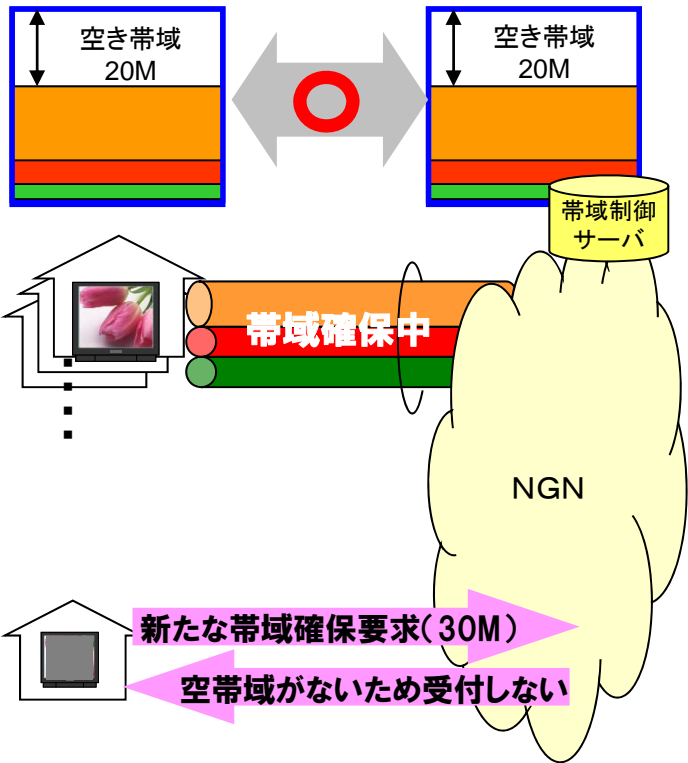 空き帯域
20M
空き帯域
20M
帯域制御
サーバ
帯域確保中
NGN
新たな帯域確保要求(30M)
空帯域がないため受付しない